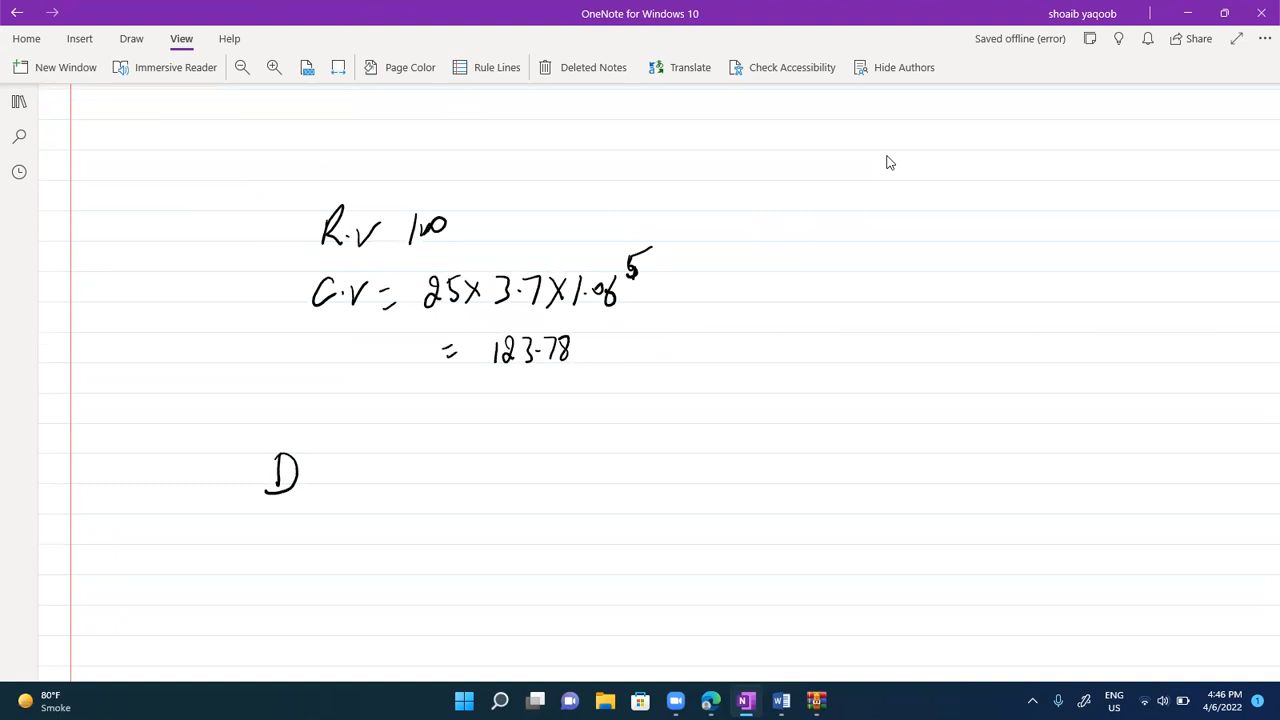 OneNote for Windows 10
shoaib yaqoob
Home Insert Draw View Help
Saved offline (error) Share
New Window Immersive Reader Page Color Rule Lines Deleted Notes Translate Check Accessibility Hide Authors
R.V 100
C.V = 25 x 3.7 x 1.06^5
= 123.78
D
80°F
Smoke
ENG
US
4:46 PM
4/6/2022